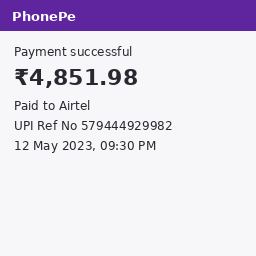 PhonePe
Payment successful
₹4,851.98
Paid to Airtel
UPI Ref No 579444929982
12 May 2023, 09:30 PM